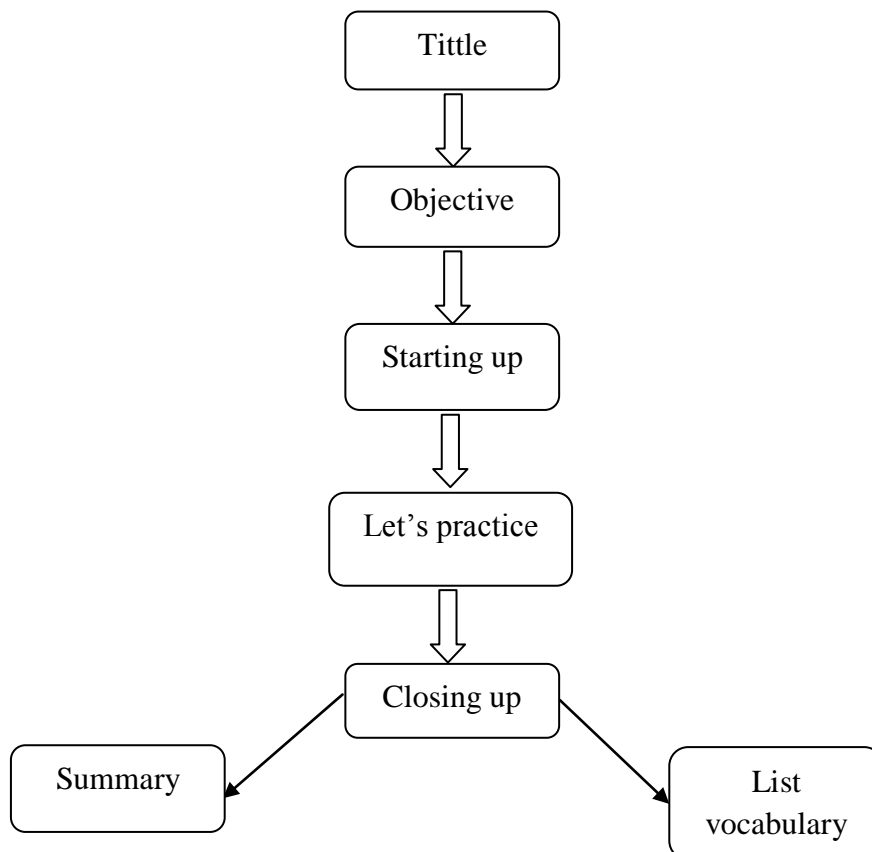 Tittle
Objective
Starting up
Let’s practice
Closing up
Summary
List
vocabulary